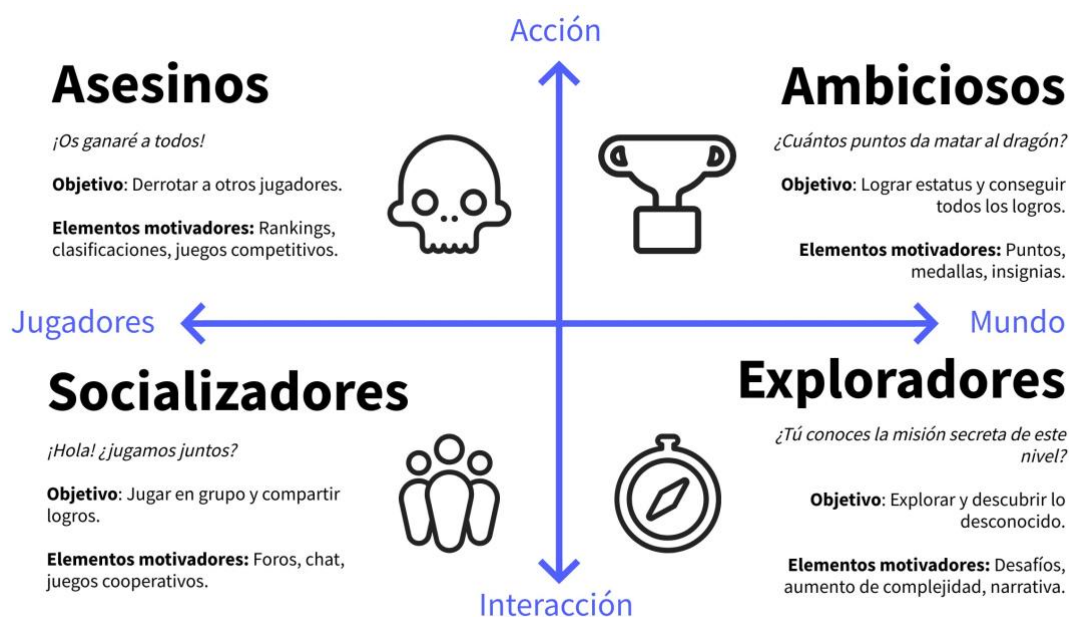 Acción
Asesinos
¡Os ganaré a todos!
Objetivo: Derrotar a otros jugadores.
Elementos motivadores: Rankings,
clasificaciones, juegos competitivos.
Ambiciosos
¿Cuántos puntos da matar al dragón?
Objetivo: Lograr estatus y conseguir
todos los logros.
Elementos motivadores: Puntos,
medallas, insignias.
Jugadores
Mundo
Socializadores
¡Hola! ¿jugamos juntos?
Objetivo: Jugar en grupo y compartir
logros.
Elementos motivadores: Foros, chat,
juegos cooperativos.
Exploradores
¿Tú conoces la misión secreta de este
nivel?
Objetivo: Explorar y descubrir lo
desconocido.
Elementos motivadores: Desafíos,
aumento de complejidad, narrativa.
Interacción